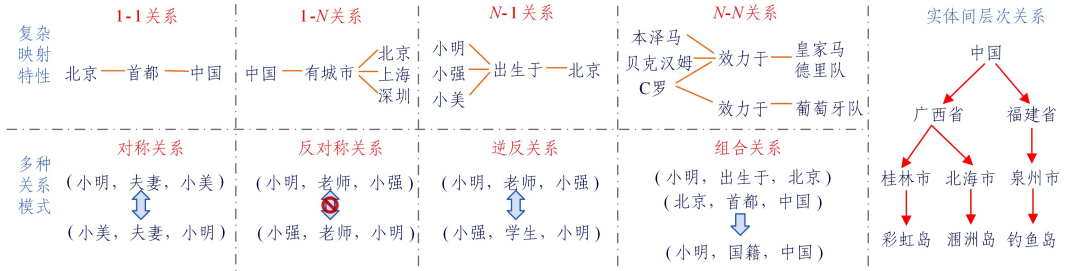 复杂
映射
特性
1-1关系
北京 首都 中国
1-N关系
中国 有城市 北京
上海
深圳
N-1关系
小明
小强
小美
出生于 北京
N-N关系
本泽马
贝克汉姆
C罗
效力于 皇家马
德里队
效力于 葡萄牙队
多种
关系
模式
对称关系
(小明，夫妻，小美)
(小美，夫妻，小明)
反对称关系
(小明，老师，小强)
(小强，老师，小明)
逆反关系
(小明，老师，小强)
(小强，学生，小明)
组合关系
(小明，出生于，北京)
(北京，首都，中国)
(小明，国籍，中国)
实体间层次关系
中国
广西省 福建省
桂林市 北海市 泉州市
彩虹岛 涠洲岛 钓鱼岛